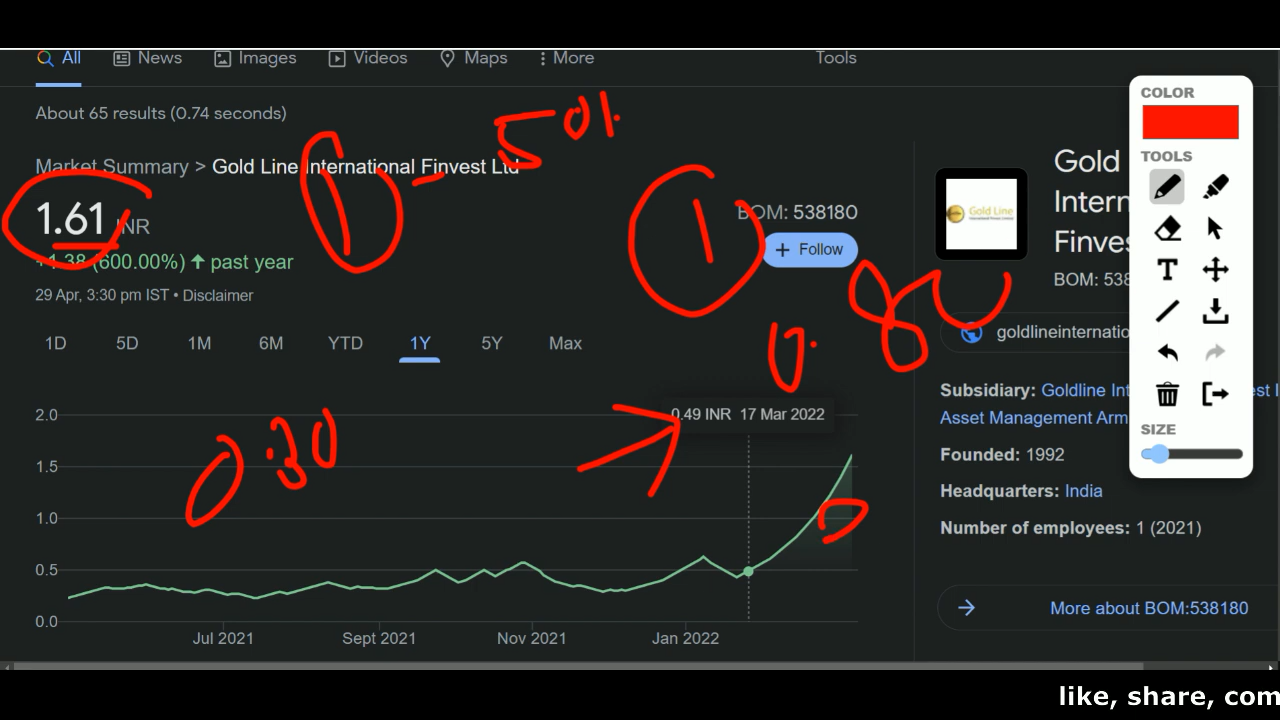 All News Images Videos Maps More Tools
About 65 results (0.74 seconds)
50%
Market Summary > Gold Line International Finvest Ltd
1.61 INR
+1.38 (600.00%) past year
29 Apr, 3:30 pm IST • Disclaimer
1
BOM: 538180
+ Follow
1D 5D 1M 6M YTD 1Y 5Y Max
0.49 INR 17 Mar 2022
2.0
1.5
1.0
0.5
0.0
0.30
Jul 2021 Sept 2021 Nov 2021 Jan 2022
Gold Line
Gold
Intern
Finves
BOM: 538
goldlineinternatio
Subsidiary: Goldline Int
est I
Asset Management Arm
Founded: 1992
Headquarters: India
Number of employees: 1 (2021)
More about BOM:538180
COLOR
TOOLS
T
SIZE
like, share, com